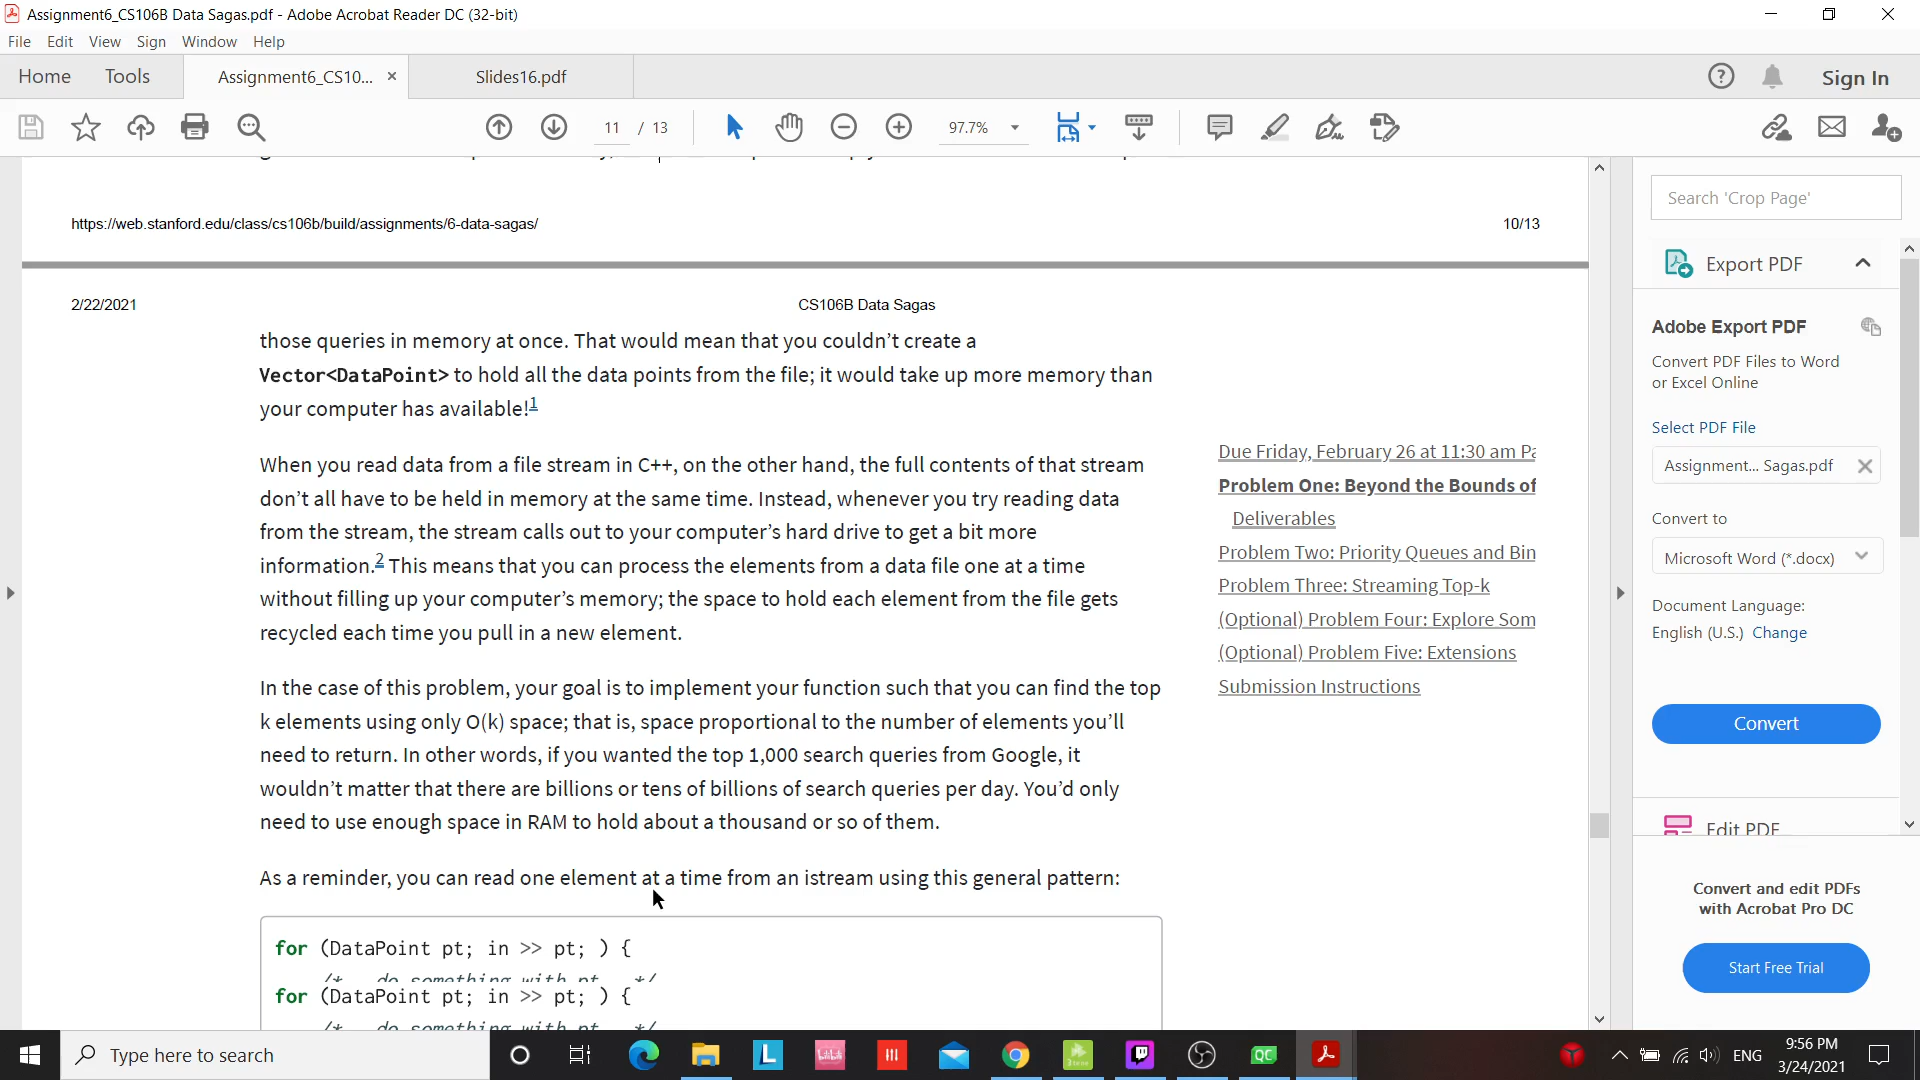 Assignment6_CS106B Data Sagas.pdf - Adobe Acrobat Reader DC (32-bit)
File Edit View Sign Window Help
Home Tools Assignment6_CS10... × Slides16.pdf Sign In
11 / 13 97.7%
https://web.stanford.edu/class/cs106b/build/assignments/6-data-sagas/ 10/13
2/22/2021 CS106B Data Sagas
those queries in memory at once. That would mean that you couldn’t create a
Vector<DataPoint> to hold all the data points from the file; it would take up more memory than
your computer has available!1
When you read data from a file stream in C++, on the other hand, the full contents of that stream
don’t all have to be held in memory at the same time. Instead, whenever you try reading data
from the stream, the stream calls out to your computer’s hard drive to get a bit more
information.2 This means that you can process the elements from a data file one at a time
without filling up your computer’s memory; the space to hold each element from the file gets
recycled each time you pull in a new element.
In the case of this problem, your goal is to implement your function such that you can find the top
k elements using only O(k) space; that is, space proportional to the number of elements you’ll
need to return. In other words, if you wanted the top 1,000 search queries from Google, it
wouldn’t matter that there are billions or tens of billions of search queries per day. You’d only
need to use enough space in RAM to hold about a thousand or so of them.
As a reminder, you can read one element at a time from an istream using this general pattern:
for (DataPoint pt; in >> pt; ) {
/* do something with pt */
for (DataPoint pt; in >> pt; ) {
/* do something with pt */
Due Friday, February 26 at 11:30 am Pa
Problem One: Beyond the Bounds of
Deliverables
Problem Two: Priority Queues and Bin
Problem Three: Streaming Top-k
(Optional) Problem Four: Explore Som
(Optional) Problem Five: Extensions
Submission Instructions
Search 'Crop Page'
Export PDF
Adobe Export PDF
Convert PDF Files to Word
or Excel Online
Select PDF File
Assignment... Sagas.pdf
Convert to
Microsoft Word (*.docx)
Document Language:
English (U.S.) Change
Convert
Edit PDF
Convert and edit PDFs
with Acrobat Pro DC
Start Free Trial
Type here to search
L
QC
ENG
9:56 PM
3/24/2021